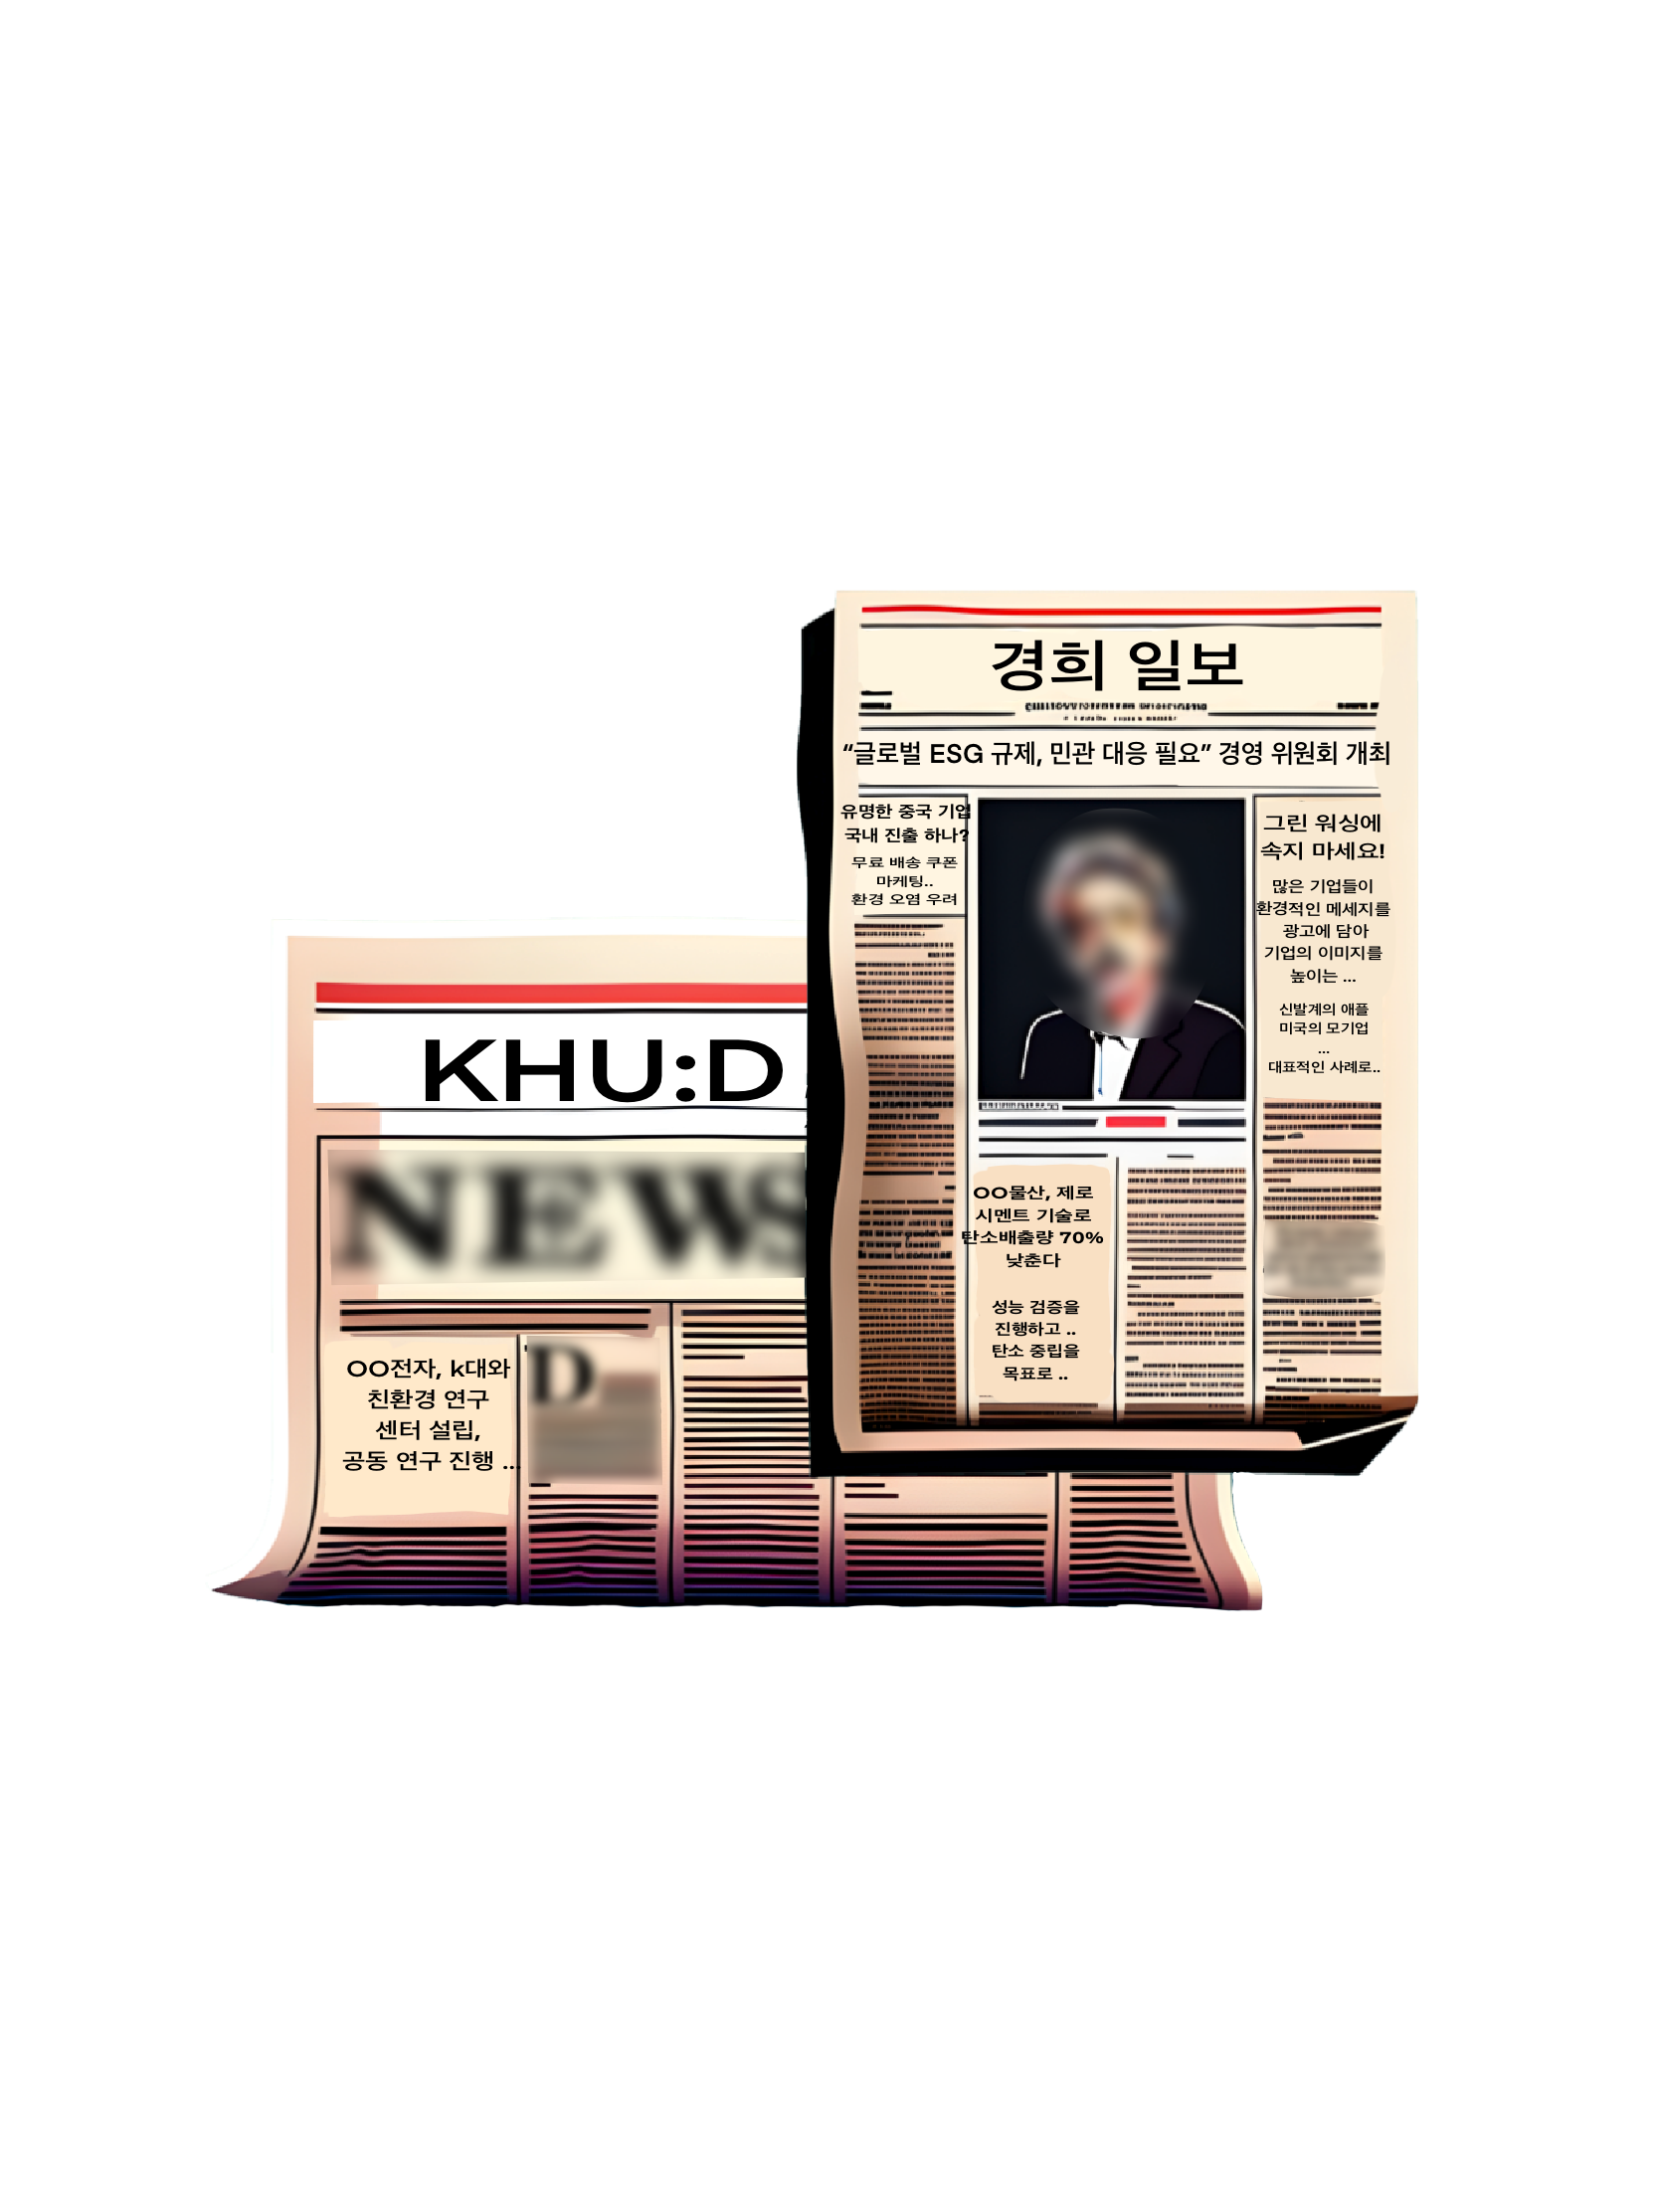 경희 일보
“글로벌 ESG 규제, 민관 대응 필요” 경영 위원회 개최
유명한 중국 기업
국내 진출 하나?
무료 배송 쿠폰
마케팅..
환경 오염 우려
그린 워싱에
속지 마세요!
많은 기업들이
환경적인 메세지를
광고에 담아
기업의 이미지를
높이는 ...
신발계의 애플
미국의 모기업
...
대표적인 사례로..
OO물산, 제로
시멘트 기술로
탄소배출량 70%
낮춘다
성능 검증을
진행하고 ..
탄소 중립을
목표로 ..
KHU:D
NEWS
OO전자, k대와
친환경 연구
센터 설립,
공동 연구 진행 ...
D